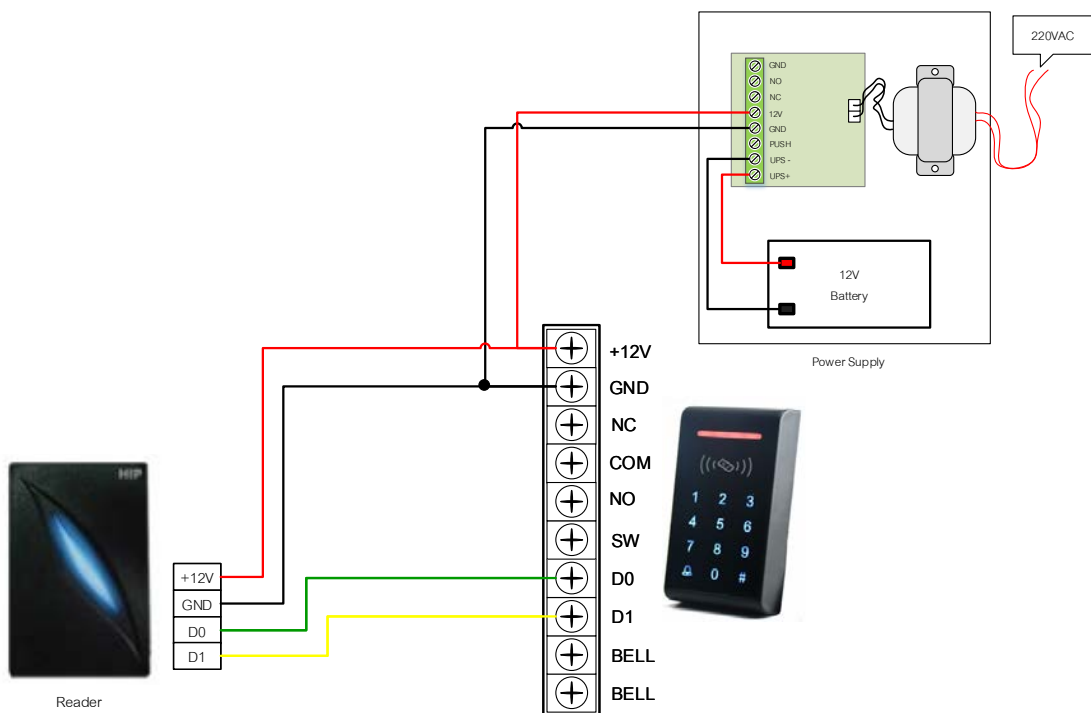 220VAC
GND
NO
NC
12V
GND
PUSH
UPS -
UPS+
12V
Battery
Power Supply
+12V
GND
NC
COM
NO
SW
D0
D1
BELL
BELL
HIP
+12V
GND
D0
D1
Reader
1 2 3
4 5 6
7 8 9
0 #